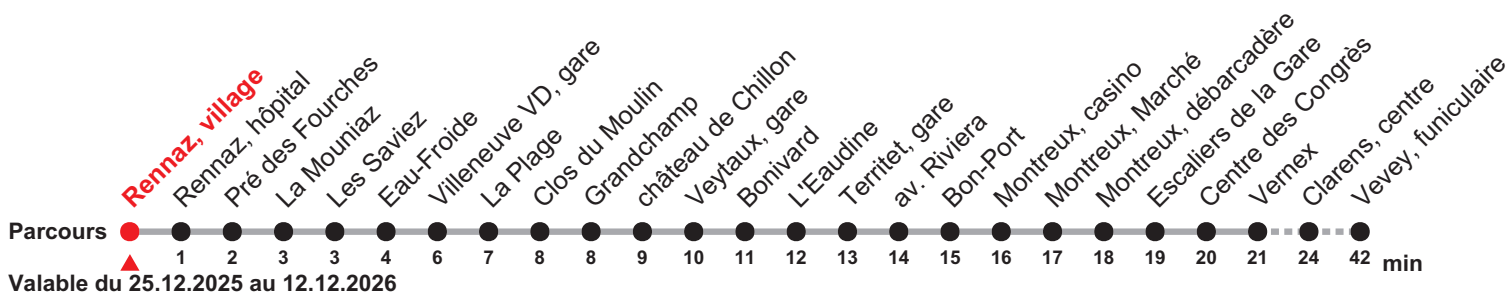 Rennaz, village
Rennaz, hôpital
Pré des Fourches
La Mouniaz
Les Saviez
Eau-Froide
Villeneuve VD, gare
La Plage
Clos du Moulin
Grandchamp
château de Chillon
Veytaux, gare
Bonivard
L'Eaudine
Territet, gare
av. Riviera
Bon-Port
Montreux, casino
Montreux, Marché
Montreux, débarcadère
Escaliers de la Gare
Centre des Congrès
Vernex
Clarens, centre
Vevey, funiculaire
Parcours
1 2 3 3 4 6 7 8 8 9 10 11 12 13 14 15 16 17 18 19 20 21 24 42 min
Valable du 25.12.2025 au 12.12.2026